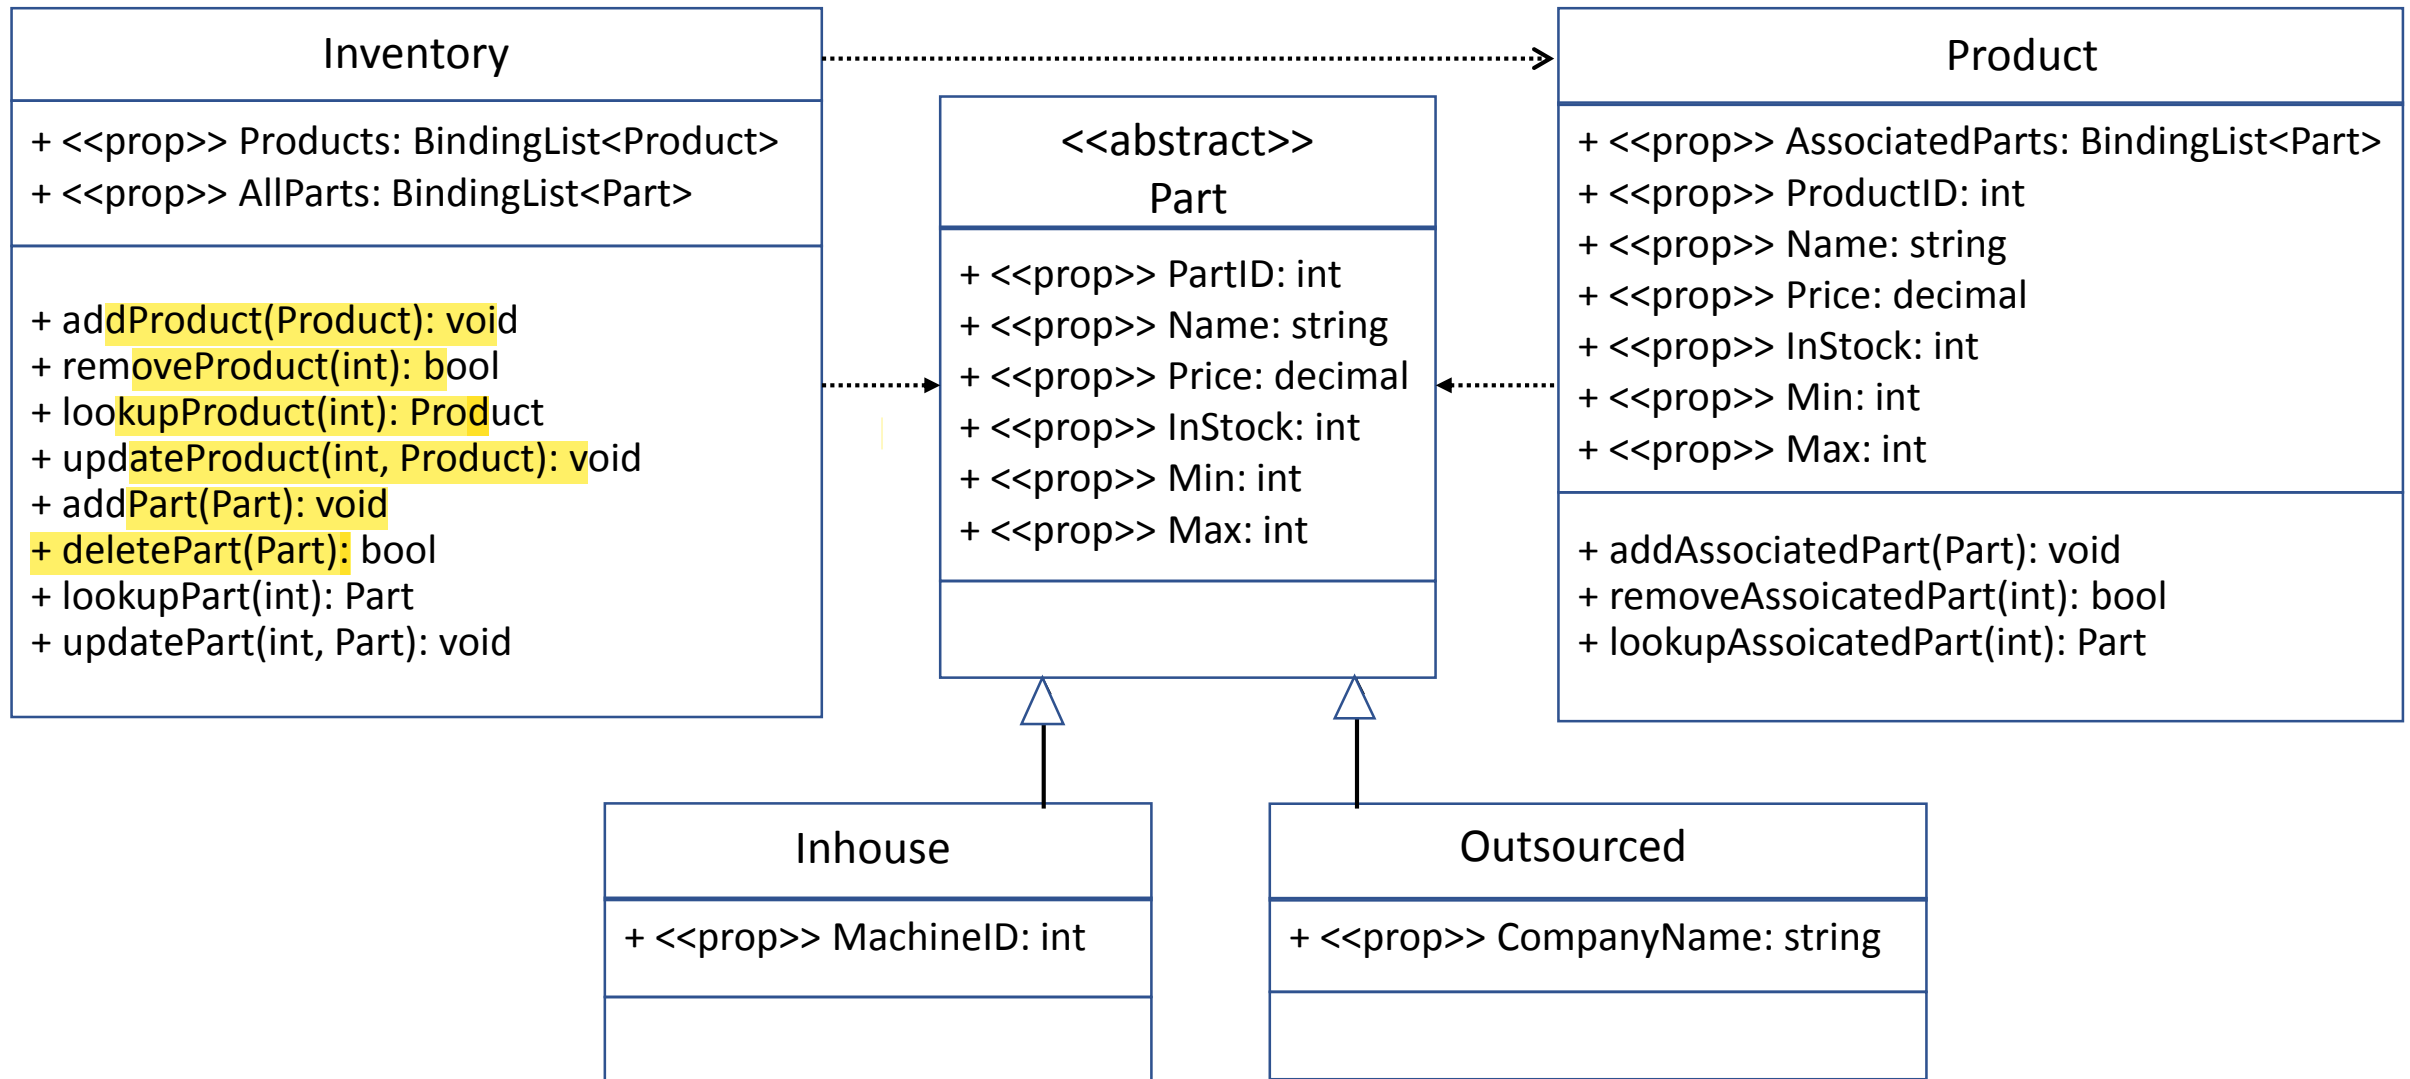 Inventory
+ <<prop>> Products: BindingList<Product>
+ <<prop>> AllParts: BindingList<Part>
+ addProduct(Product): void
+ removeProduct(int): bool
+ lookupProduct(int): Product
+ updateProduct(int, Product): void
+ addPart(Part): void
+ deletePart(Part): bool
+ lookupPart(int): Part
+ updatePart(int, Part): void
<<abstract>>
Part
+ <<prop>> PartID: int
+ <<prop>> Name: string
+ <<prop>> Price: decimal
+ <<prop>> InStock: int
+ <<prop>> Min: int
+ <<prop>> Max: int
Product
+ <<prop>> AssociatedParts: BindingList<Part>
+ <<prop>> ProductID: int
+ <<prop>> Name: string
+ <<prop>> Price: decimal
+ <<prop>> InStock: int
+ <<prop>> Min: int
+ <<prop>> Max: int
+ addAssociatedPart(Part): void
+ removeAssoicatedPart(int): bool
+ lookupAssoicatedPart(int): Part
Inhouse
+ <<prop>> MachineID: int
Outsourced
+ <<prop>> CompanyName: string